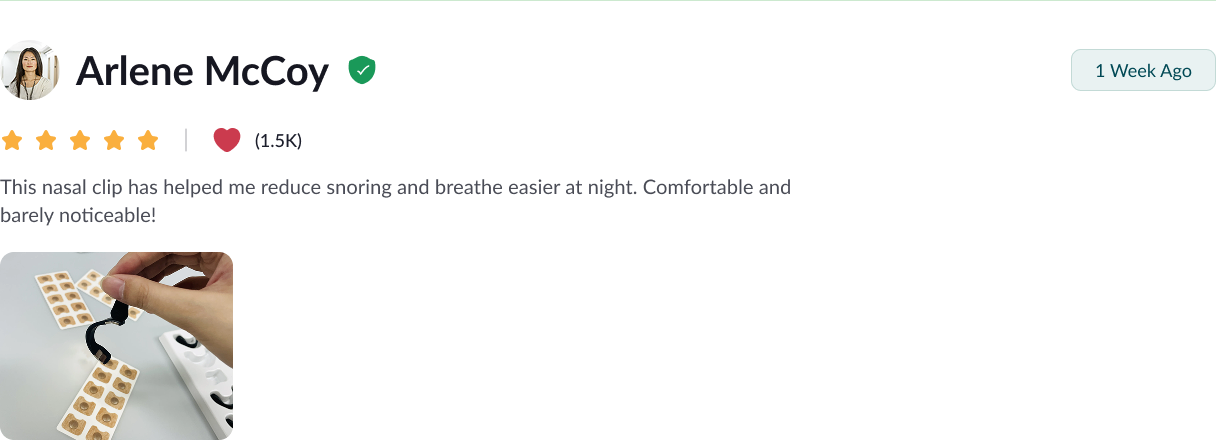 Arlene McCoy
1 Week Ago
(1.5K)
This nasal clip has helped me reduce snoring and breathe easier at night. Comfortable and
barely noticeable!